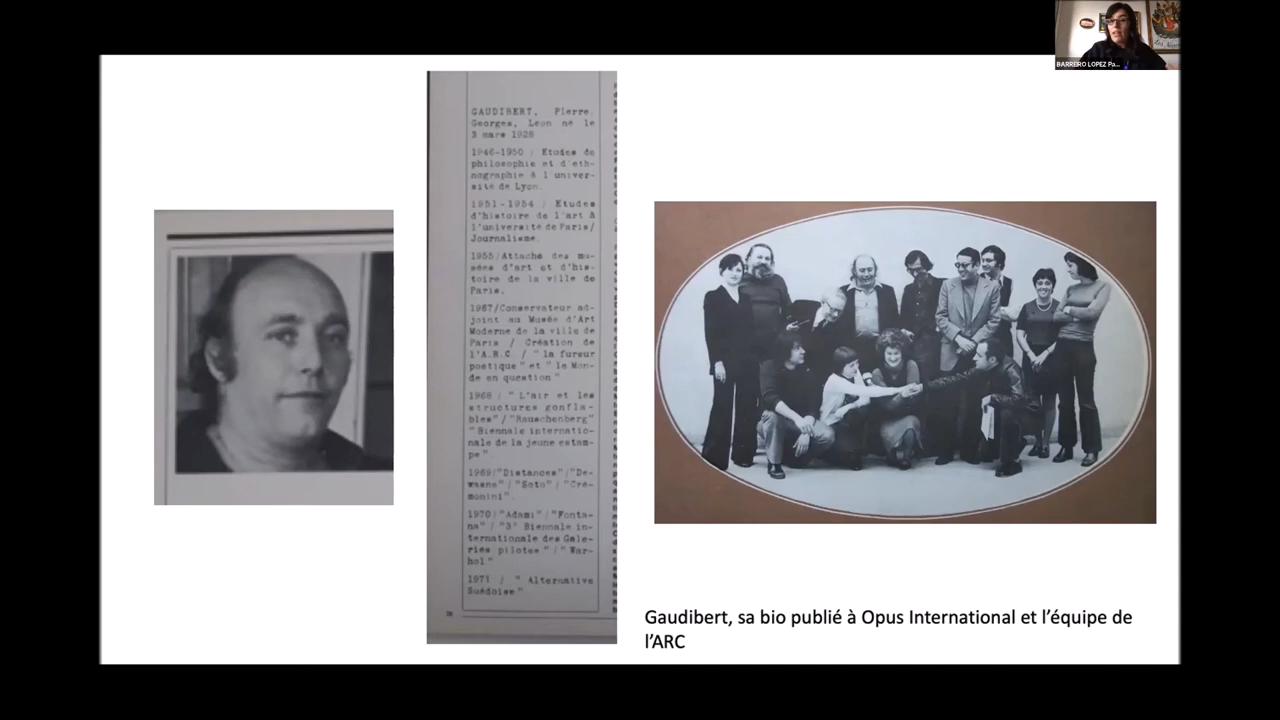 BARREIRO LOPEZ Pa...
GAUDIBERT, Pierre,
Georges, Leon né le
3 mars 1928
1946-1950 / Etudes de
philosophie et d'eth-
nographie à l'univer-
sité de Lyon.
1951-1954 / Etudes
d'histoire de l'art à
l'université de Paris/
Journalisme.
1955/Attaché des mu-
sées d'art et d'his-
toire de la ville de
Paris.
1967/Conservateur ad-
joint au Musée d'Art
Moderne de la ville de
Paris / Création de
l'A.R.C. / "la fureur
poétique" et "le Mon-
de en question"
1968 / "L'air et les
structures gonfla-
bles"/"Rauschenberg"
"Biennale internatio-
nale de la jeune estam-
pe".
1969/"Distances"/"De-
wasne"/"Soto"/"Cre-
monini".
1970/"Adami"/"Fonta-
na"/"3° Biennale in-
ternationale des Gale-
ries pilotes"/"War-
hol."
1971 / "Alternative
Suédoise"
Gaudibert, sa bio publié à Opus International et l'équipe de
l'ARC